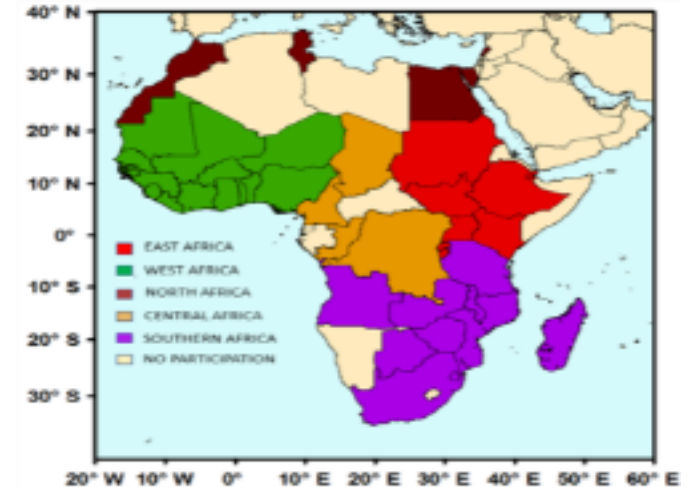 40° N
30° N
20° N
10° N
0°
10° S
20° S
30° S
EAST AFRICA
WEST AFRICA
NORTH AFRICA
CENTRAL AFRICA
SOUTHERN AFRICA
NO PARTICIPATION
20° W 10° W 0° 10° E 20° E 30° E 40° E 50° E 60° E